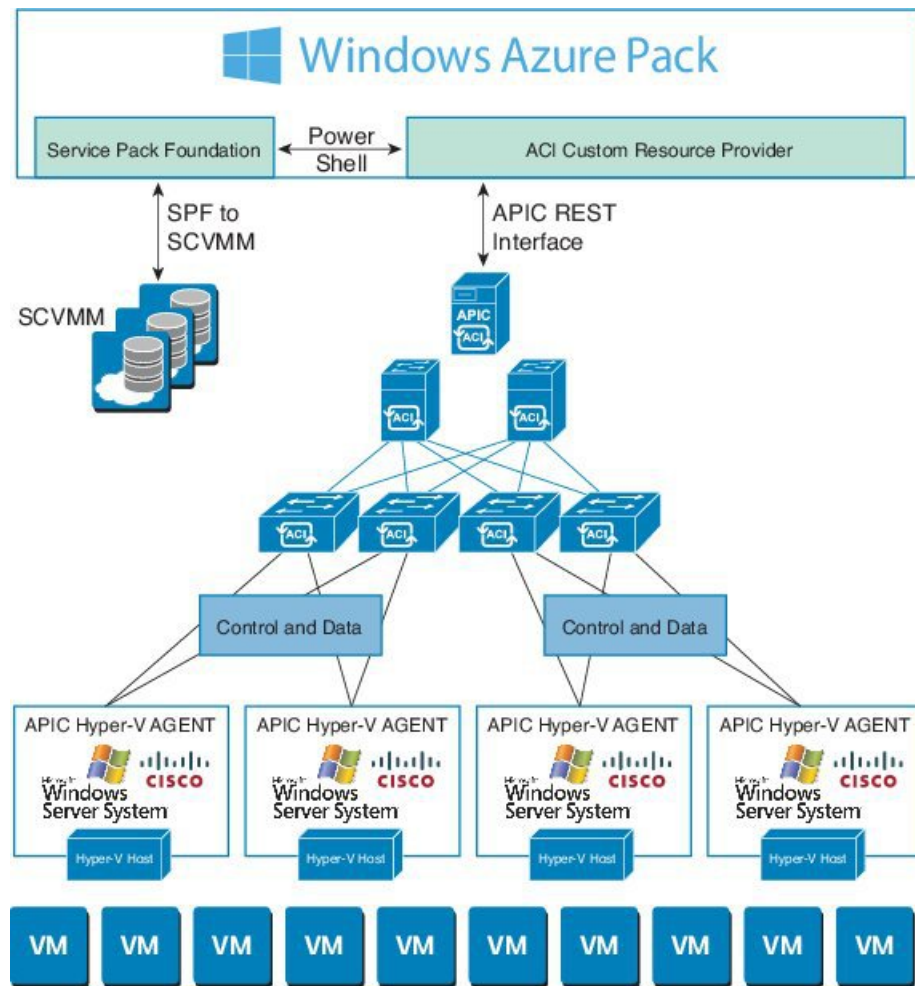 Windows Azure Pack
Service Pack Foundation
Power
Shell
ACI Custom Resource Provider
SPF to
SCVMM
APIC REST
Interface
SCVMM
APIC
ACI
ACI
ACI
ACI
ACI
ACI
ACI
Control and Data
Control and Data
APIC Hyper-V AGENT
APIC Hyper-V AGENT
APIC Hyper-V AGENT
APIC Hyper-V AGENT
Windows
Server System
CISCO
Windows
Server System
CISCO
Windows
Server System
CISCO
Windows
Server System
CISCO
Hyper-V Host
Hyper-V Host
Hyper-V Host
Hyper-V Host
VM
VM
VM
VM
VM
VM
VM
VM
VM
VM